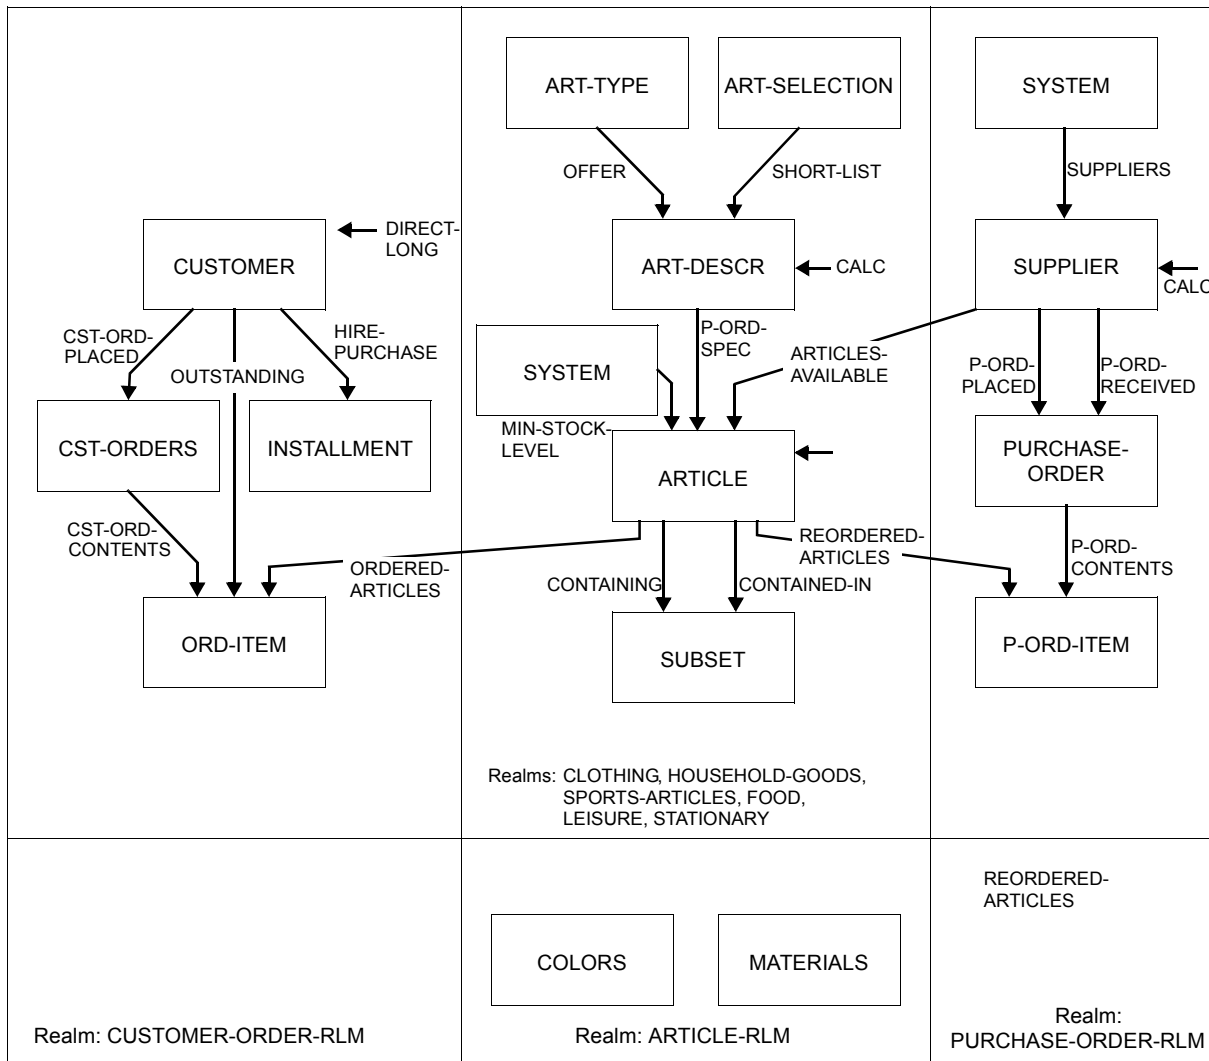 ART-TYPE
ART-SELECTION
SYSTEM
OFFER
SHORT-LIST
SUPPLIERS
DIRECT-
LONG
CUSTOMER
ART-DESCR
CALC
SUPPLIER
CALC
CST-ORD-
PLACED
HIRE-
PURCHASE
OUTSTANDING
P-ORD-
SPEC
SYSTEM
ARTICLES-
AVAILABLE
P-ORD-
PLACED
P-ORD-
RECEIVED
CST-ORDERS
INSTALLMENT
MIN-STOCK-
LEVEL
ARTICLE
PURCHASE-
ORDER
CST-ORD-
CONTENTS
ORDERED-
ARTICLES
REORDERED-
ARTICLES
P-ORD-
CONTENTS
CONTAINING
CONTAINED-IN
ORD-ITEM
SUBSET
P-ORD-ITEM
Realms: CLOTHING, HOUSEHOLD-GOODS,
SPORTS-ARTICLES, FOOD,
LEISURE, STATIONARY
REORDERED-
ARTICLES
COLORS
MATERIALS
Realm: CUSTOMER-ORDER-RLM
Realm: ARTICLE-RLM
Realm:
PURCHASE-ORDER-RLM